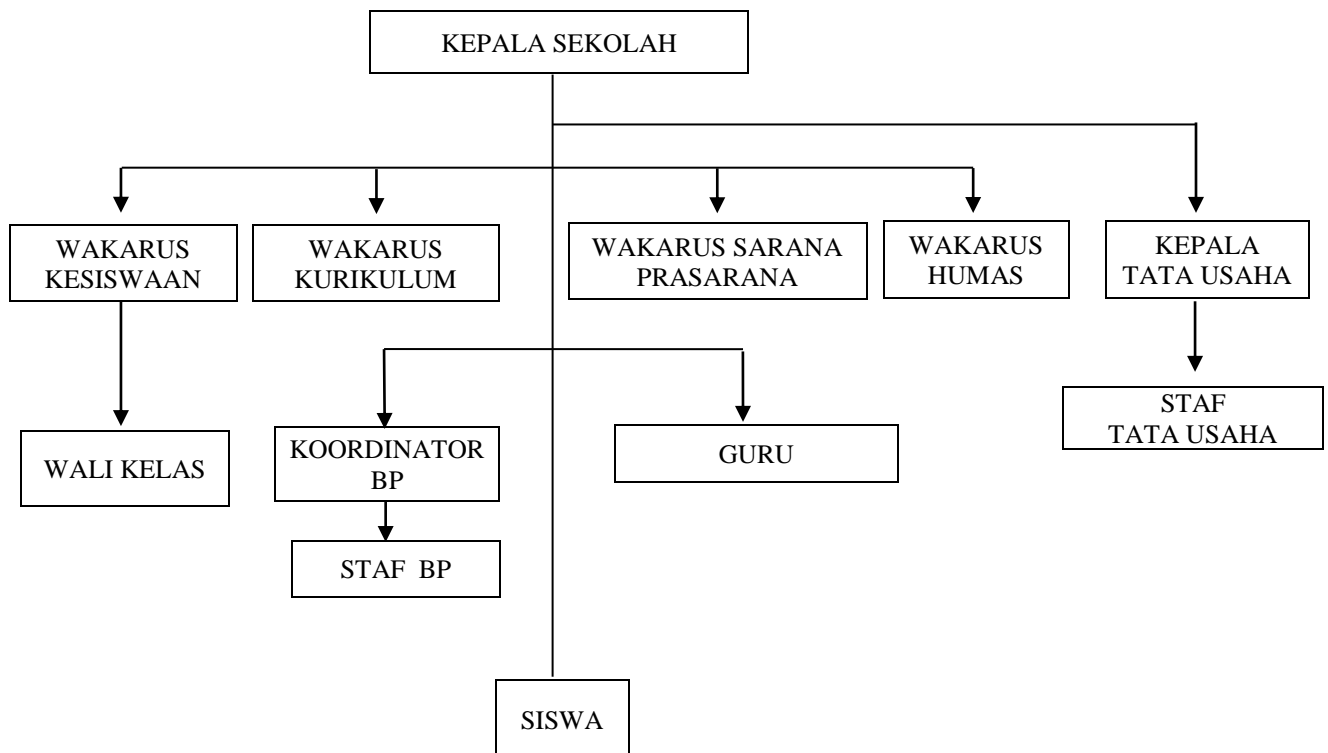 KEPALA SEKOLAH
WAKARUS
KESISWAAN
WAKARUS
KURIKULUM
WAKARUS SARANA
PRASARANA
WAKARUS
HUMAS
KEPALA
TATA USAHA
STAF
TATA USAHA
WALI KELAS
KOORDINATOR
BP
GURU
STAF BP
SISWA